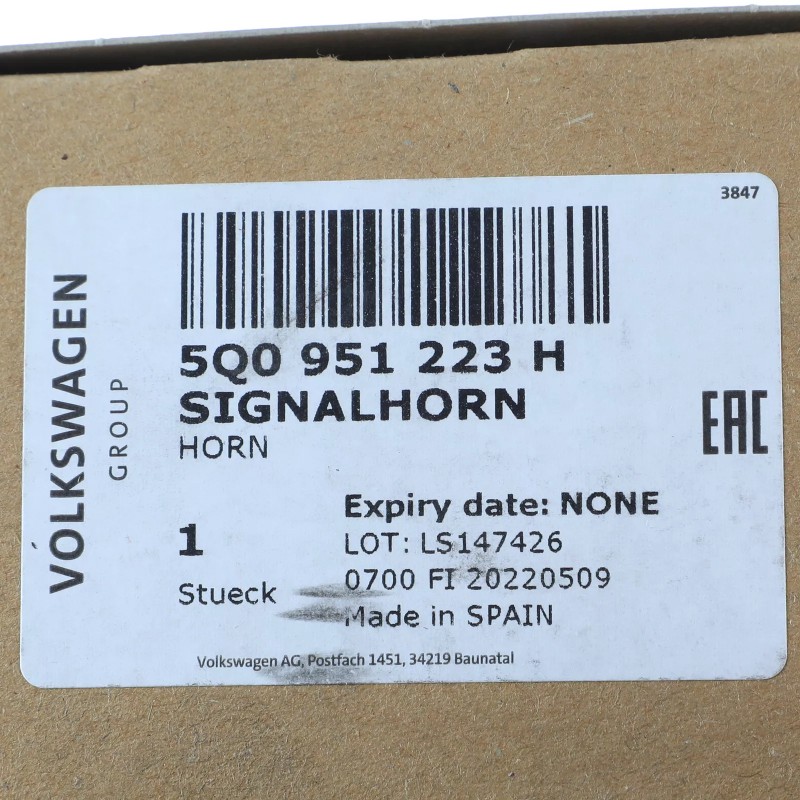 3847
VOLKSWAGEN
GROUP
5Q0 951 223 H
SIGNALHORN
HORN
EAC
1
Stueck
Expiry date: NONE
LOT: LS147426
0700 FI 20220509
Made in SPAIN
Volkswagen AG, Postfach 1451, 34219 Baunatal